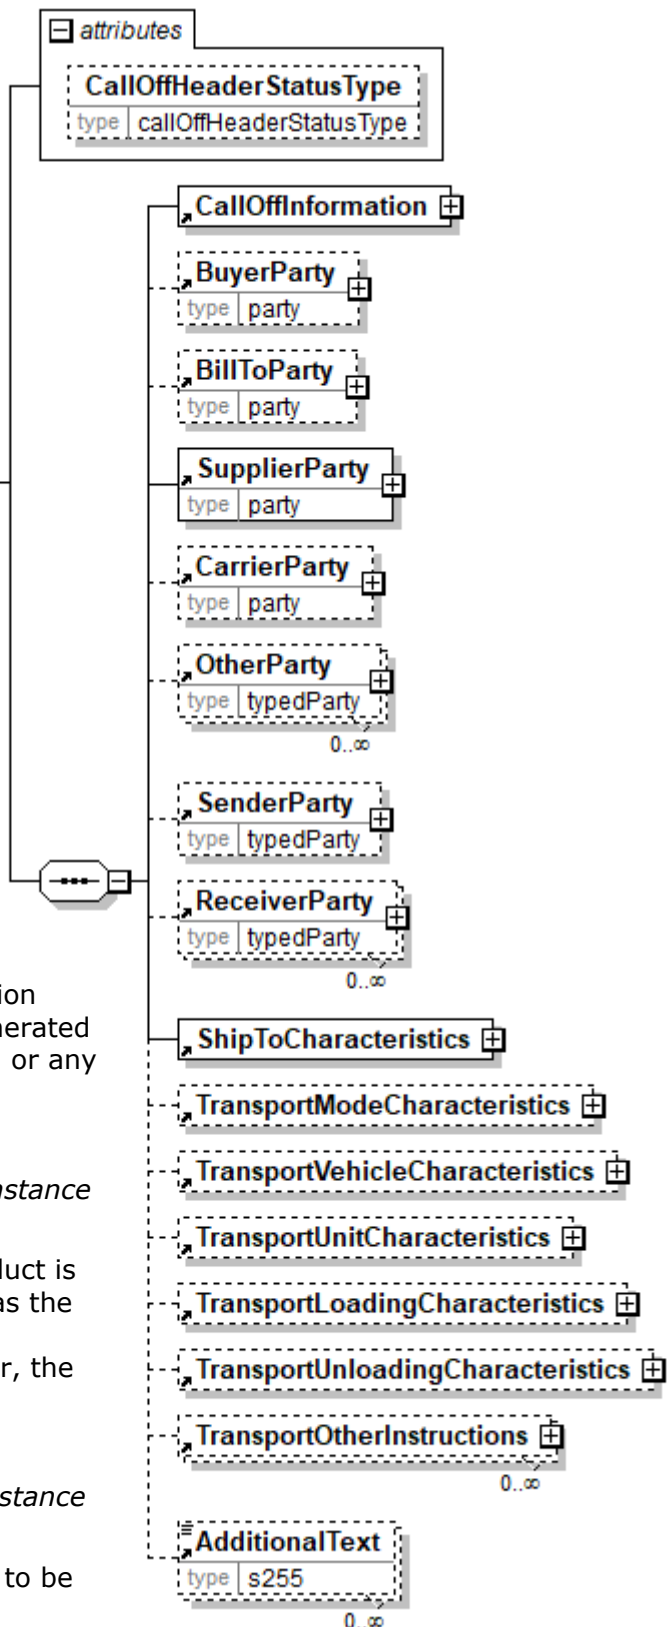 attributes
CallOffHeaderStatusType
type callOffHeaderStatusType
CallOffInformation
BuyerParty
type party
BillToParty
type party
SupplierParty
type party
CarrierParty
type party
OtherParty
type typedParty
0..∞
SenderParty
type typedParty
ReceiverParty
type typedParty
0..∞
ion
nerated
or any
nstance
duct is
as the
r, the
stance
to be
ShipToCharacteristics
TransportModeCharacteristics
TransportVehicleCharacteristics
TransportUnitCharacteristics
TransportLoadingCharacteristics
TransportUnloadingCharacteristics
TransportOtherInstructions
0..∞
AdditionalText
type s255
0..∞